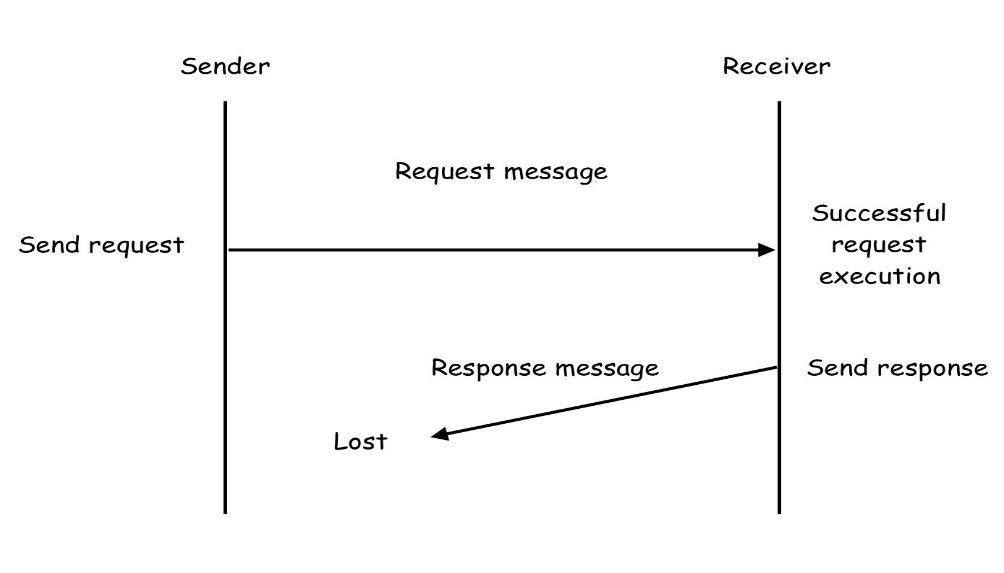 Sender
Receiver
Request message
Send request
Successful
request
execution
Response message
Send response
Lost